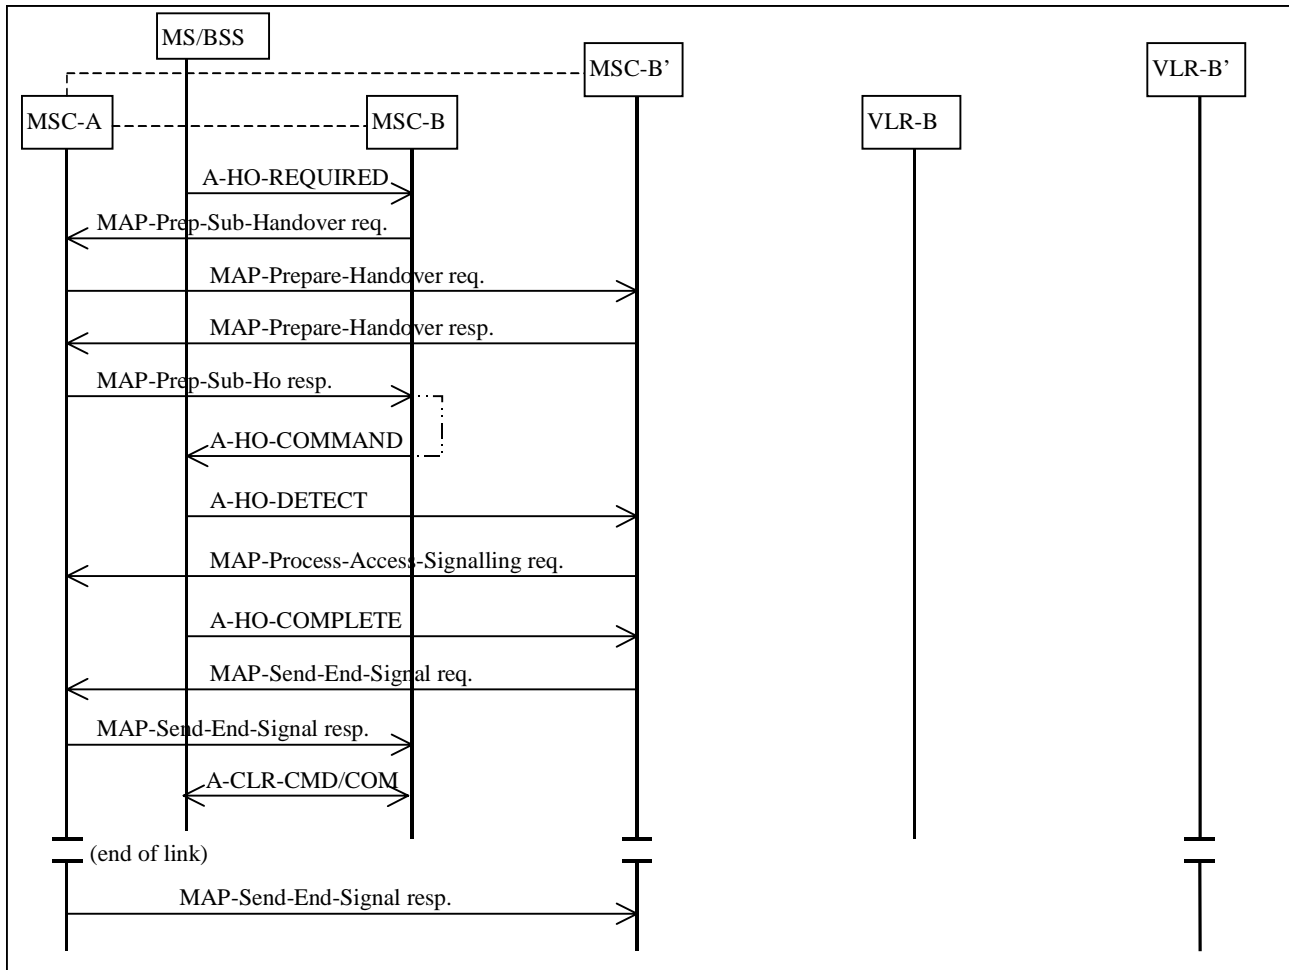 MS/BSS
MSC-B’
VLR-B’
MSC-A
MSC-B
VLR-B
A-HO-REQUIRED
MAP-Prep-Sub-Handover req.
MAP-Prepare-Handover req.
MAP-Prepare-Handover resp.
MAP-Prep-Sub-Ho resp.
A-HO-COMMAND
A-HO-DETECT
MAP-Process-Access-Signalling req.
A-HO-COMPLETE
MAP-Send-End-Signal req.
MAP-Send-End-Signal resp.
A-CLR-CMD/COM
(end of link)
MAP-Send-End-Signal resp.